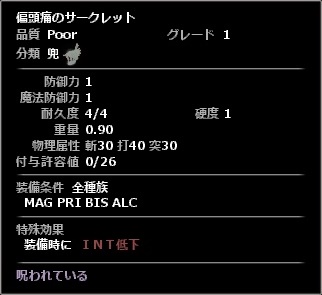 偏頭痛のサークレット
品質 Poor グレード 1
分類 兜
防御力 1
魔法防御力 1
耐久度 4/4 硬度 1
重量 0.90
物理属性 斬30 打40 突30
付与許容値 0/26
装備条件 全種族
MAG PRI BIS ALC
特殊効果
装備時に ＩＮＴ低下
呪われている